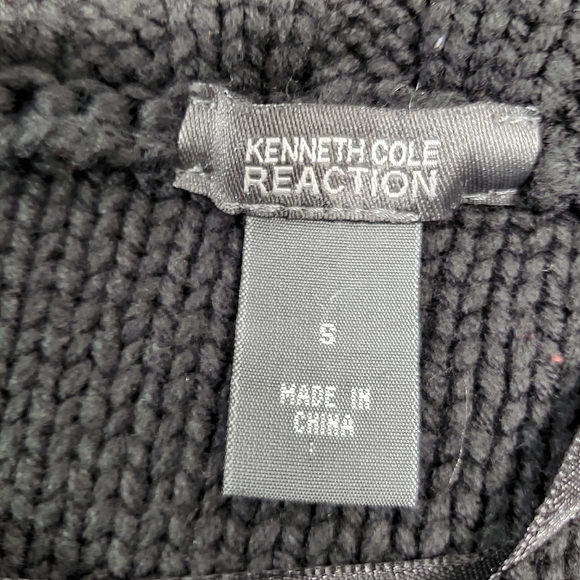 KENNETH COLE
REACTION
S
MADE IN
CHINA